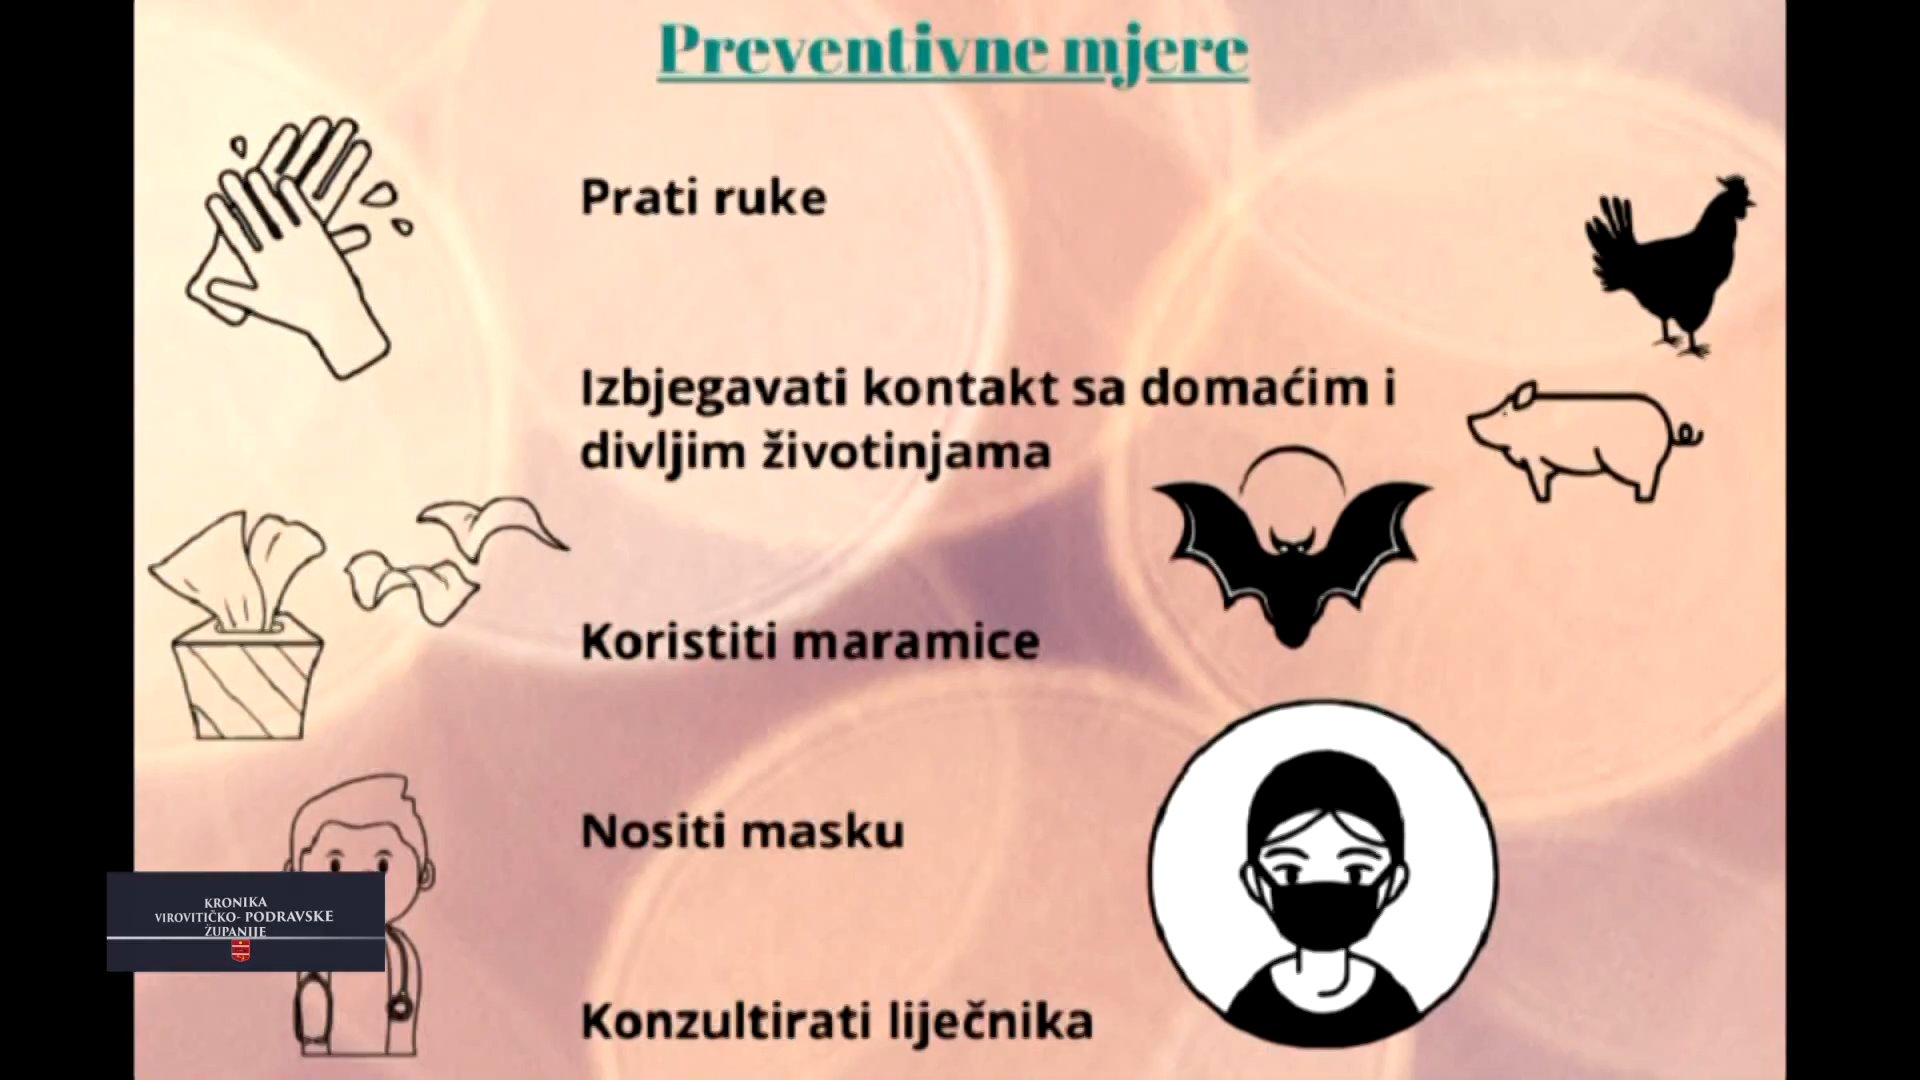 Preventivne mjere
Prati ruke
Izbjegavati kontakt sa domaćim i
divljim životinjama
Koristiti maramice
Nositi masku
Konzultirati liječnika
KRONIKA
VIROVITIČKO- PODRAVSKE
ŽUPANIJE